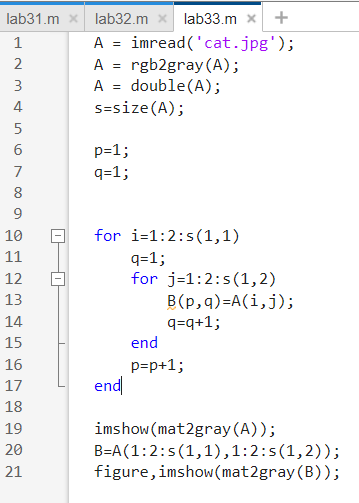 lab31.m × lab32.m × lab33.m × +
1 A = imread('cat.jpg');
2 A = rgb2gray(A);
3 A = double(A);
4 s=size(A);
5
6 p=1;
7 q=1;
8
9
10 for i=1:2:s(1,1)
11 q=1;
12 for j=1:2:s(1,2)
13 B(p,q)=A(i,j);
14 q=q+1;
15 end
16 p=p+1;
17 end
18
19 imshow(mat2gray(A));
20 B=A(1:2:s(1,1),1:2:s(1,2));
21 figure,imshow(mat2gray(B));